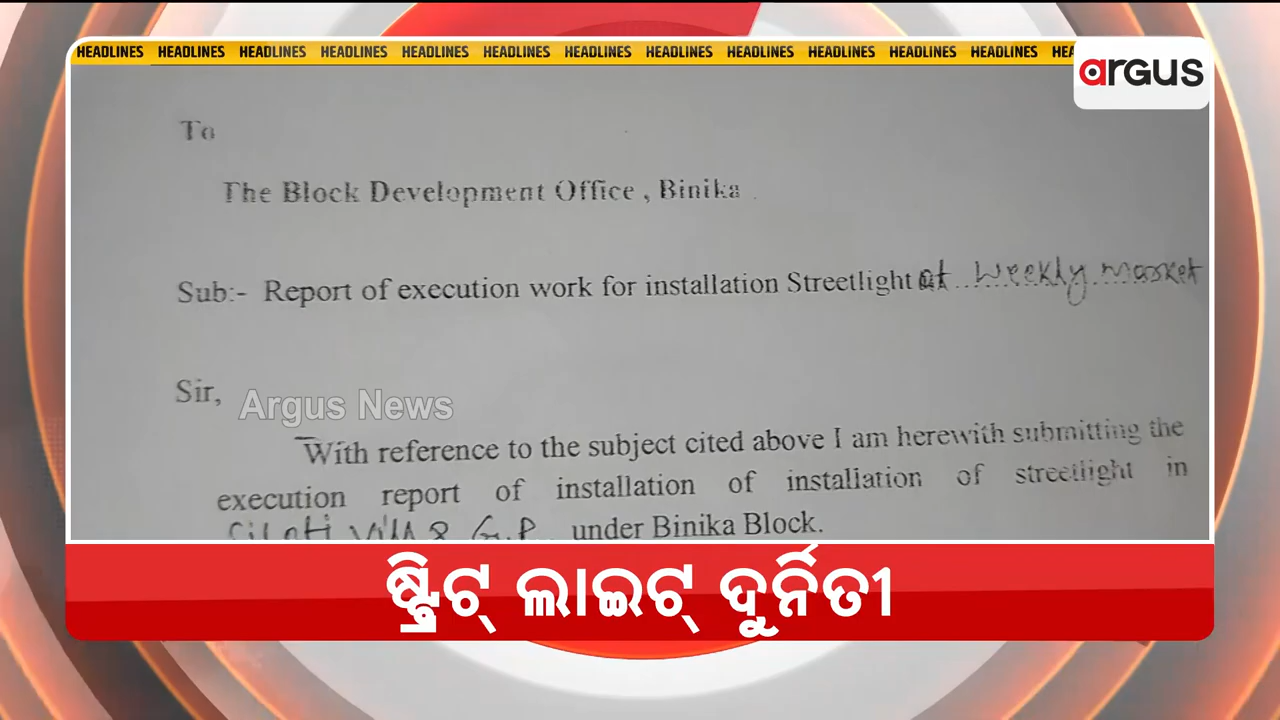 HEADLINES HEADLINES HEADLINES HEADLINES HEADLINES HEADLINES HEADLINES HEADLINES HEADLINES HEADLINES HEADLINES HEADLINES HEA
argus
To
The Block Development Office , Binika
Sub:- Report of execution work for installation Streetlight at Weekly market
Sir,
Argus News
With reference to the subject cited above I am herewith submitting the
execution report of installation of installation of streetlight in
Vill & G.P. under Binika Block.
ଷ୍ଟ୍ରିଟ୍ ଲାଇଟ୍ ଦୁର୍ନିତୀ